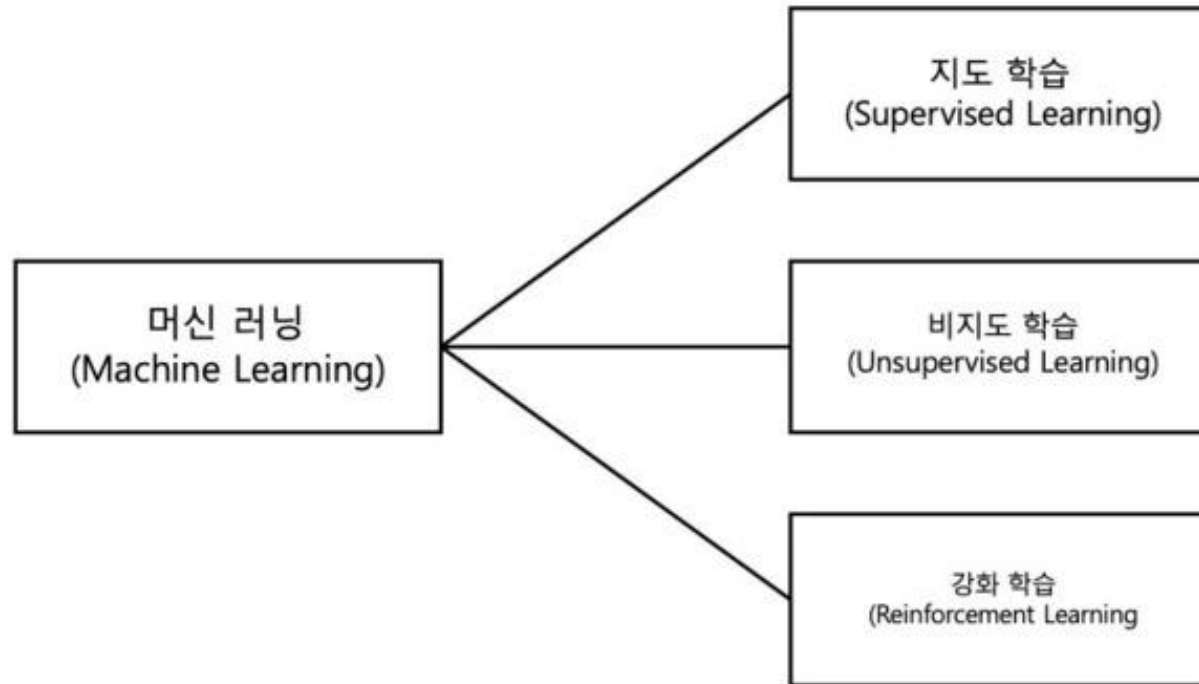 지도 학습
(Supervised Learning)
머신 러닝
(Machine Learning)
비지도 학습
(Unsupervised Learning)
강화 학습
(Reinforcement Learning